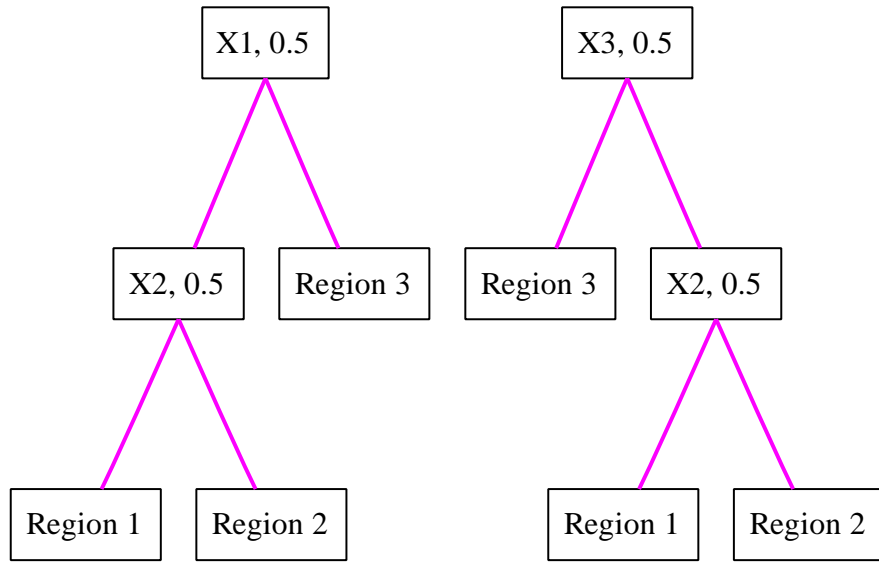 X1, 0.5
X3, 0.5
X2, 0.5
Region 3
Region 3
X2, 0.5
Region 1
Region 2
Region 1
Region 2